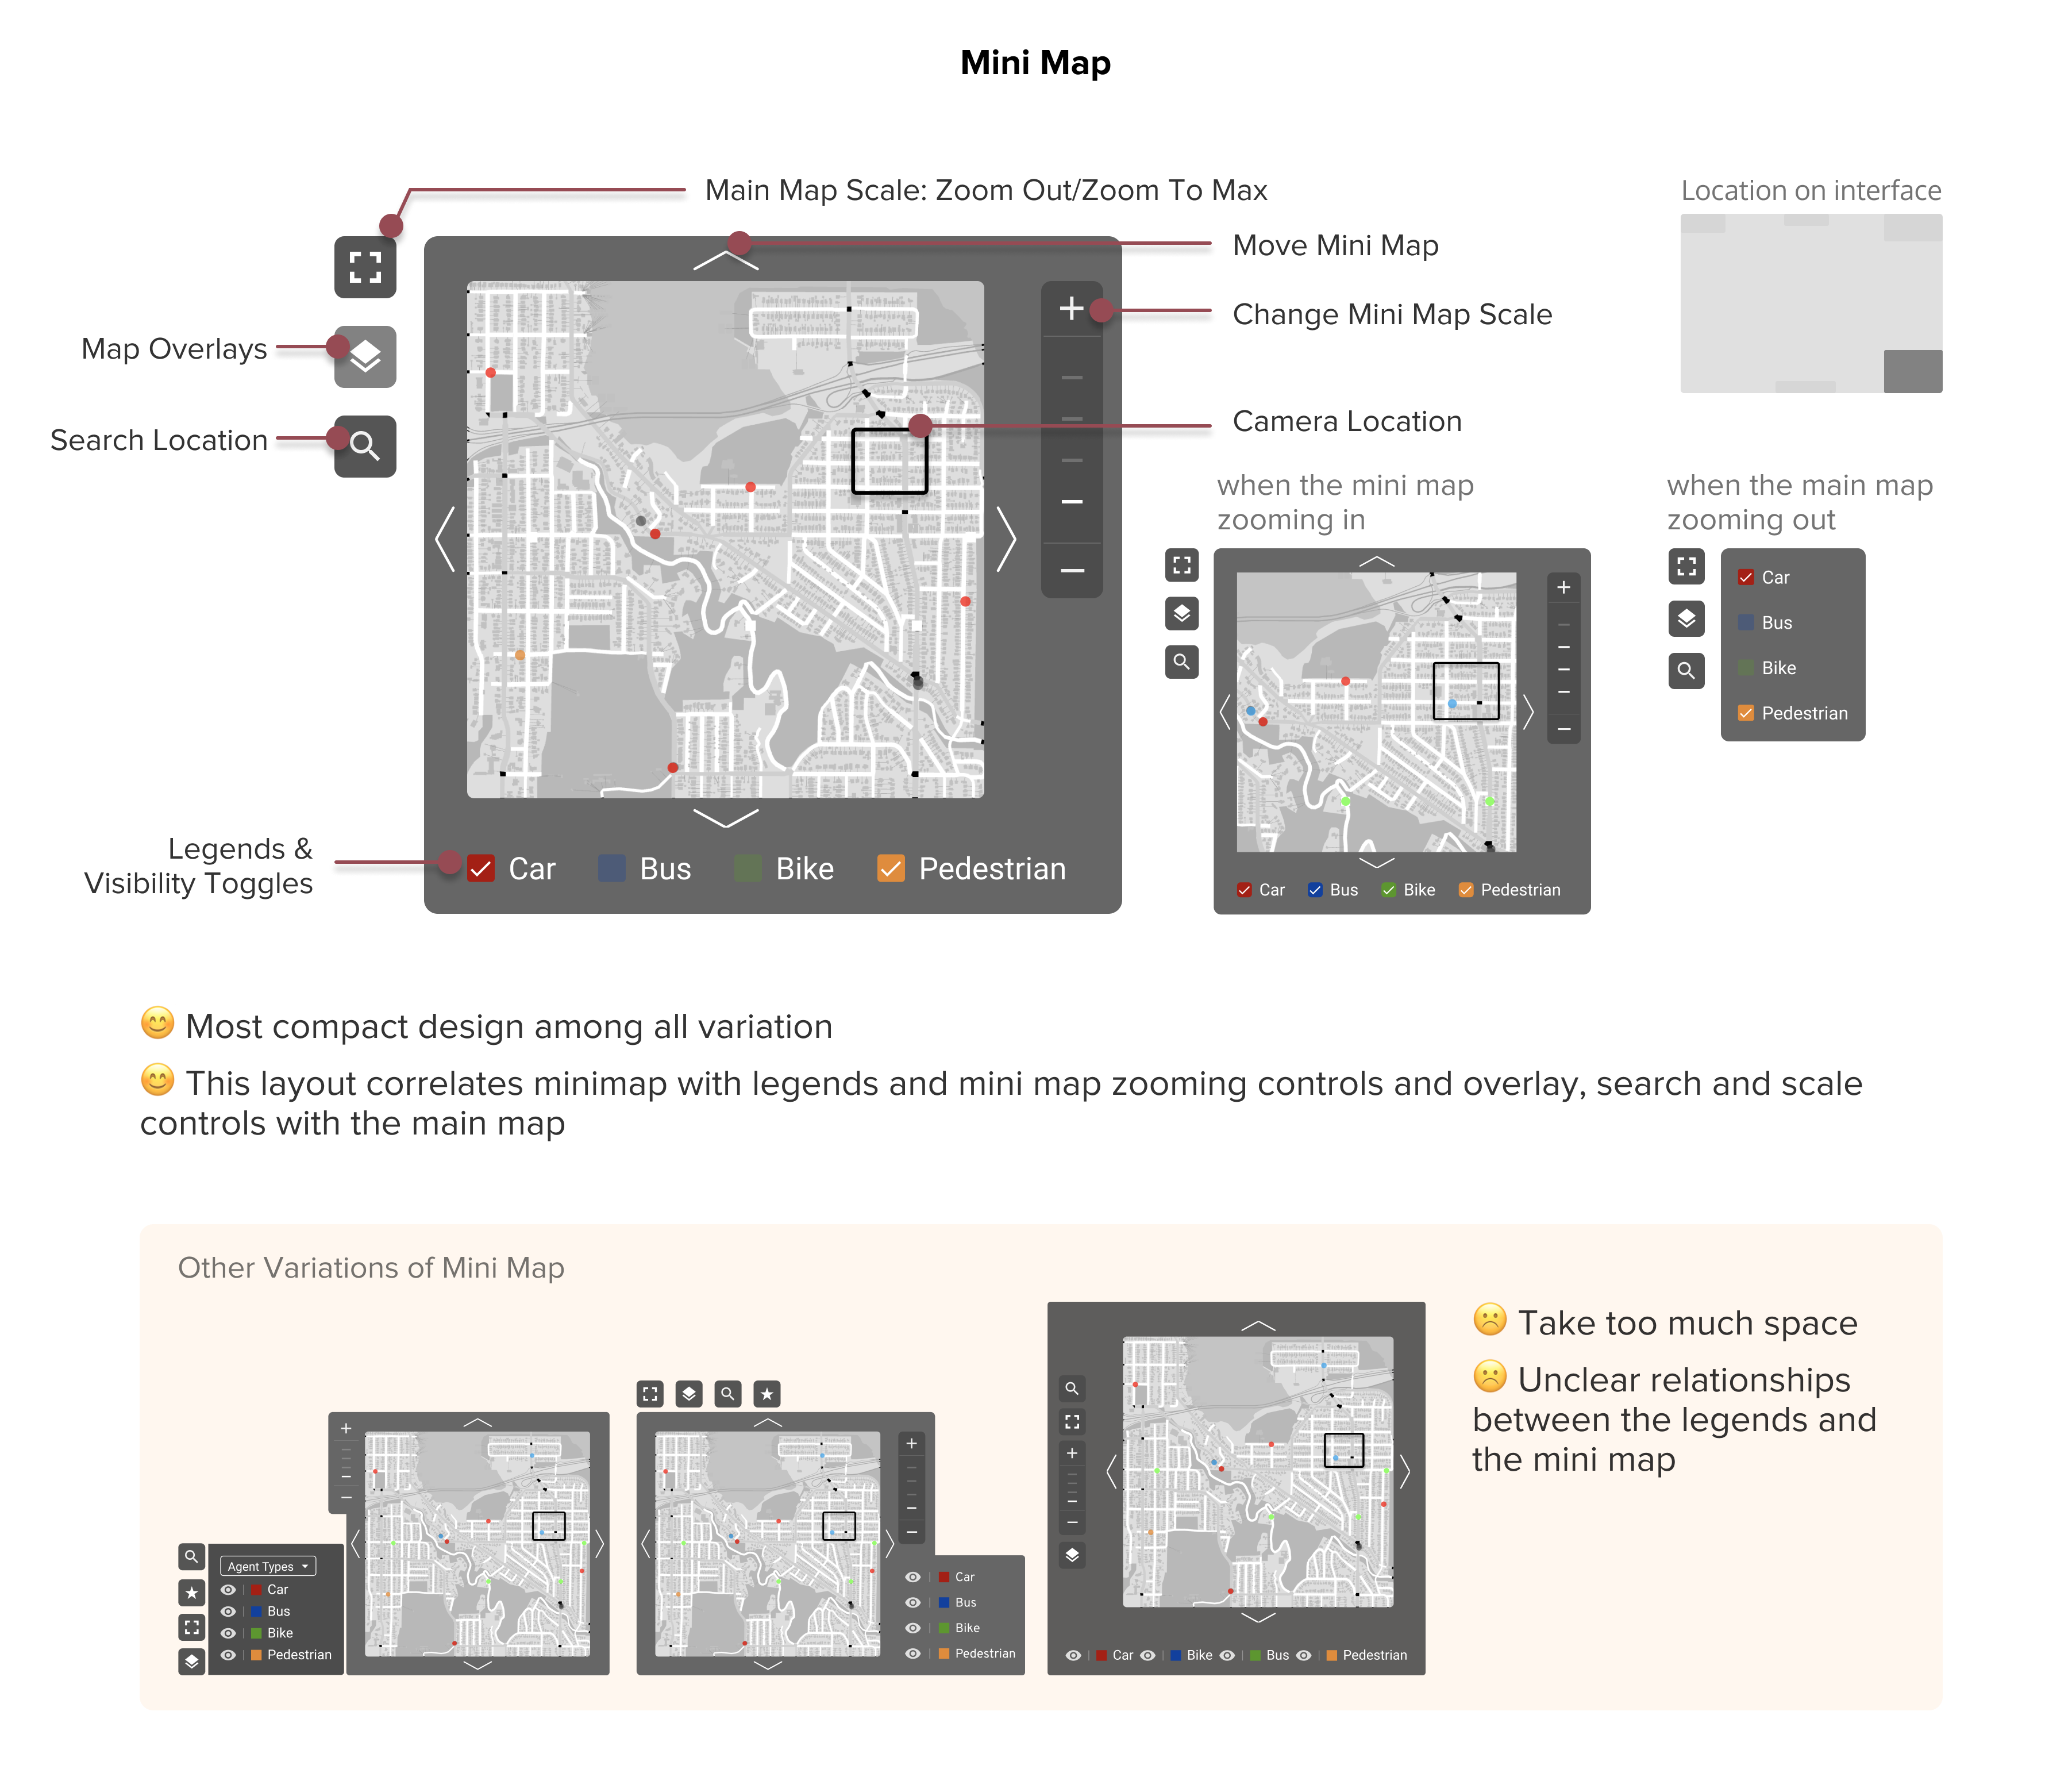 Mini Map
Main Map Scale: Zoom Out/Zoom To Max
Location on interface
Move Mini Map
Change Mini Map Scale
Map Overlays
Camera Location
Search Location
when the mini map
zooming in
when the main map
zooming out
Car
Bus
Bike
Pedestrian
Legends &
Visibility Toggles
Car Bus Bike Pedestrian
Car Bus Bike Pedestrian
😊 Most compact design among all variation
😊 This layout correlates minimap with legends and mini map zooming controls and overlay, search and scale
controls with the main map
Other Variations of Mini Map
Agent Types
Car
Bus
Bike
Pedestrian
Car
Bus
Bike
Pedestrian
Car Bike Bus Pedestrian
☹️ Take too much space
☹️ Unclear relationships
between the legends and
the mini map